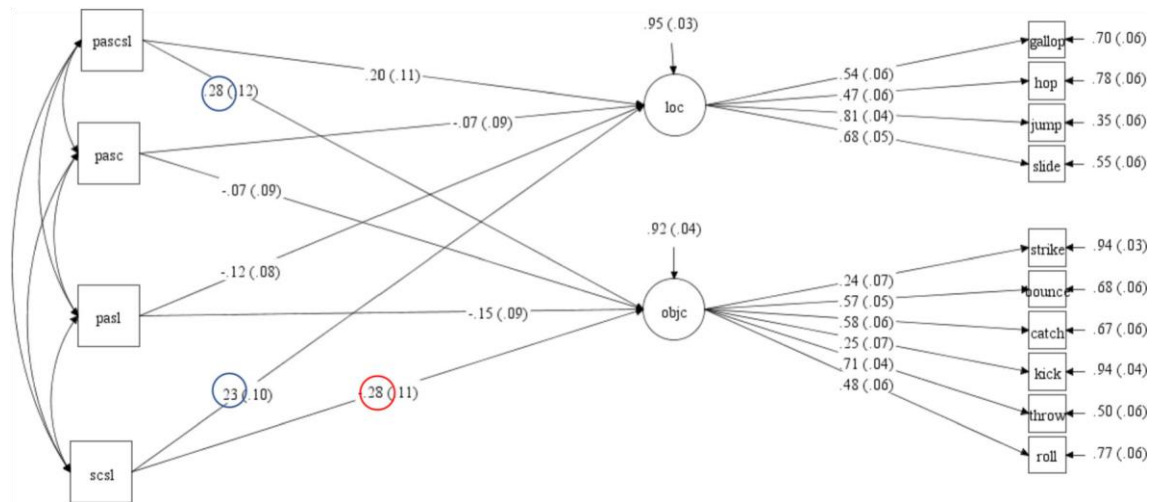 pascsl
pasc
pasl
scsl
.20 (.11)
.28 (.12)
-.07 (.09)
-.07 (.09)
-.12 (.08)
-.15 (.09)
.23 (.10)
-.28 (.11)
.95 (.03)
loc
.92 (.04)
objc
.54 (.06)
.47 (.06)
.81 (.04)
.68 (.05)
gallop .70 (.06)
hop .78 (.06)
jump .35 (.06)
slide .55 (.06)
.24 (.07)
.57 (.05)
.58 (.06)
.25 (.07)
.71 (.04)
.48 (.06)
strike .94 (.03)
bounce .68 (.06)
catch .67 (.06)
kick .94 (.04)
throw .50 (.06)
roll .77 (.06)